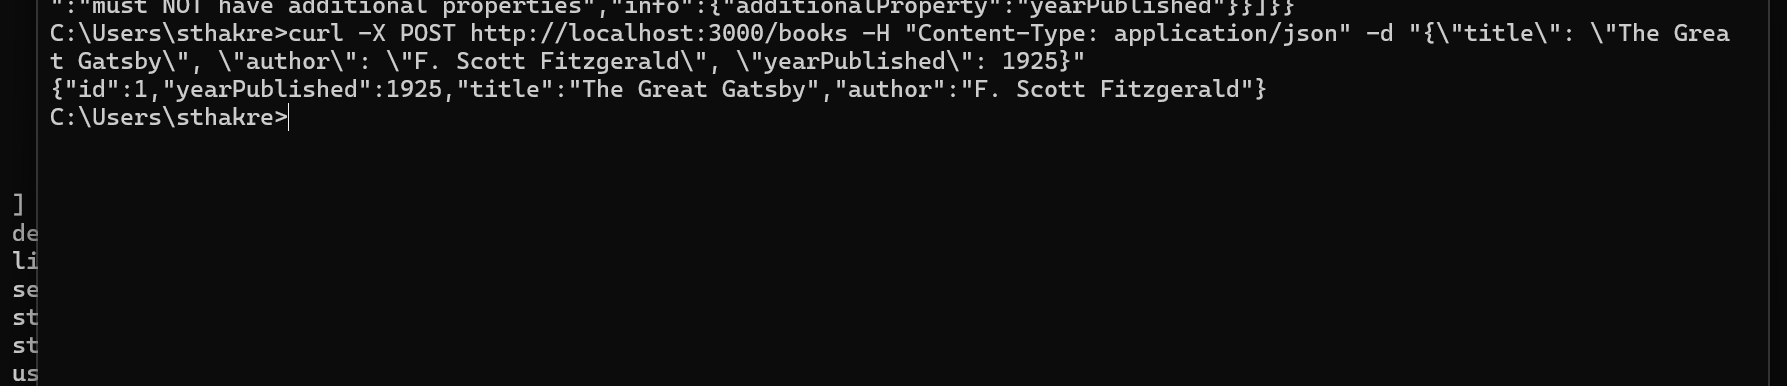 ":"must NOT have additional properties","info":{"additionalProperty":"yearPublished"}}]}}
C:\Users\sthakre>curl -X POST http://localhost:3000/books -H "Content-Type: application/json" -d "{\"title\": \"The Grea
t Gatsby\", \"author\": \"F. Scott Fitzgerald\", \"yearPublished\": 1925}"
{"id":1,"yearPublished":1925,"title":"The Great Gatsby","author":"F. Scott Fitzgerald"}
C:\Users\sthakre>
]
de
li
se
st
st
us